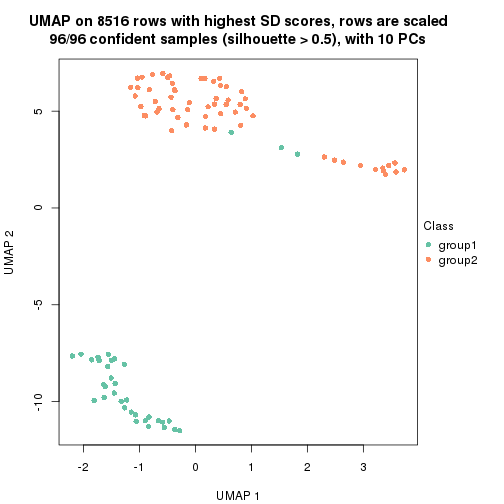 UMAP on 8516 rows with highest SD scores, rows are scaled
96/96 confident samples (silhouette > 0.5), with 10 PCs
5
0
-5
-10
UMAP 2
Class
group1
group2
-2 -1 0 1 2 3
UMAP 1